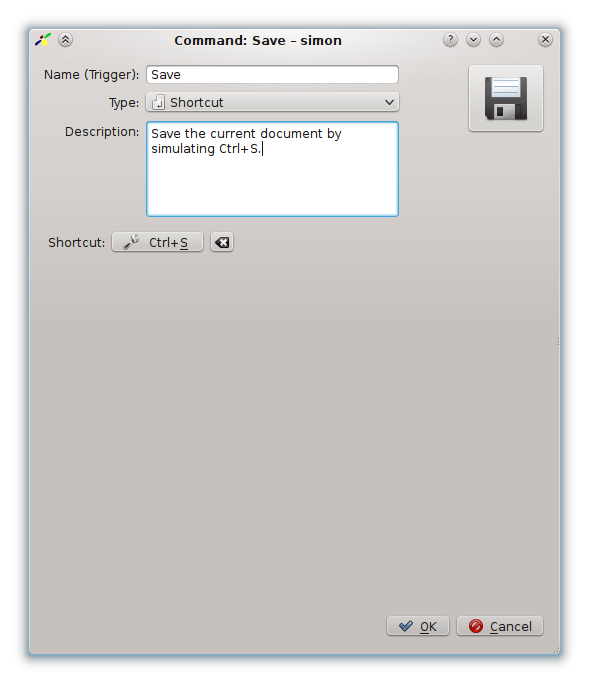 Command: Save – simon
Name (Trigger): Save
Type: Shortcut
Description: Save the current document by
simulating Ctrl+S.
Shortcut: Ctrl+S
OK Cancel